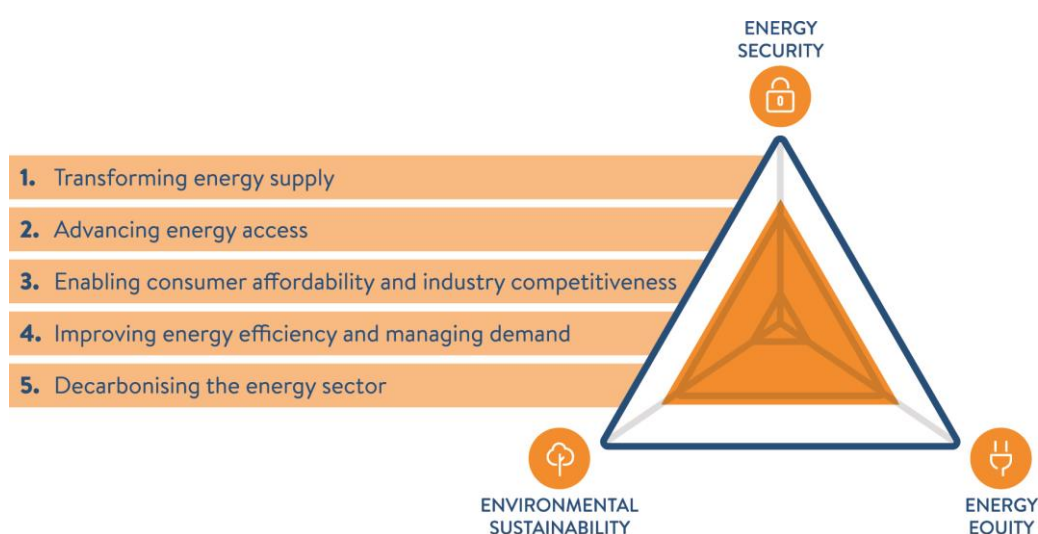 ENERGY
SECURITY
1. Transforming energy supply
2. Advancing energy access
3. Enabling consumer affordability and industry competitiveness
4. Improving energy efficiency and managing demand
5. Decarbonising the energy sector
ENVIRONMENTAL
SUSTAINABILITY
ENERGY
EQUITY